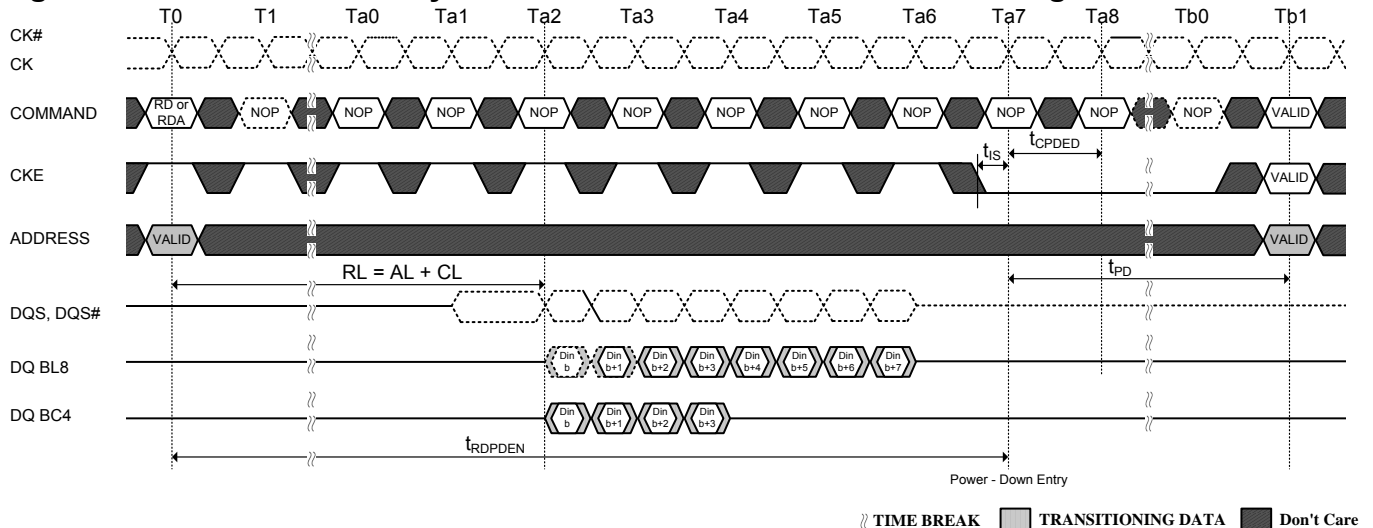 T0 T1 Ta0 Ta1 Ta2 Ta3 Ta4 Ta5 Ta6 Ta7 Ta8 Tb0 Tb1
CK#
CK
COMMAND
RD or
RDA
NOP NOP NOP NOP NOP NOP NOP NOP NOP NOP NOP VALID
tIS
tCPDED
CKE
VALID
ADDRESS
VALID
VALID
RL = AL + CL
tPD
DQS, DQS#
DQ BL8
Din
b
Din
b+1
Din
b+2
Din
b+3
Din
b+4
Din
b+5
Din
b+6
Din
b+7
DQ BC4
Din
b
Din
b+1
Din
b+2
Din
b+3
tRDPDEN
Power - Down Entry
TIME BREAK TRANSITIONING DATA Don't Care